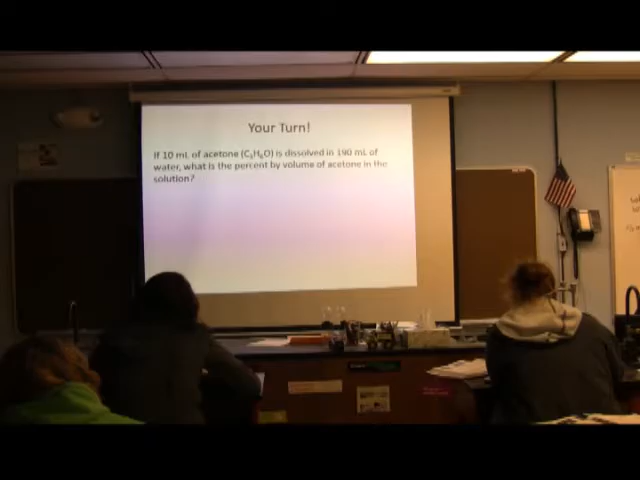 Your Turn!
If 10 mL of acetone (C₃H₆O) is dissolved in 190 mL of
water, what is the percent by volume of acetone in the
solution?